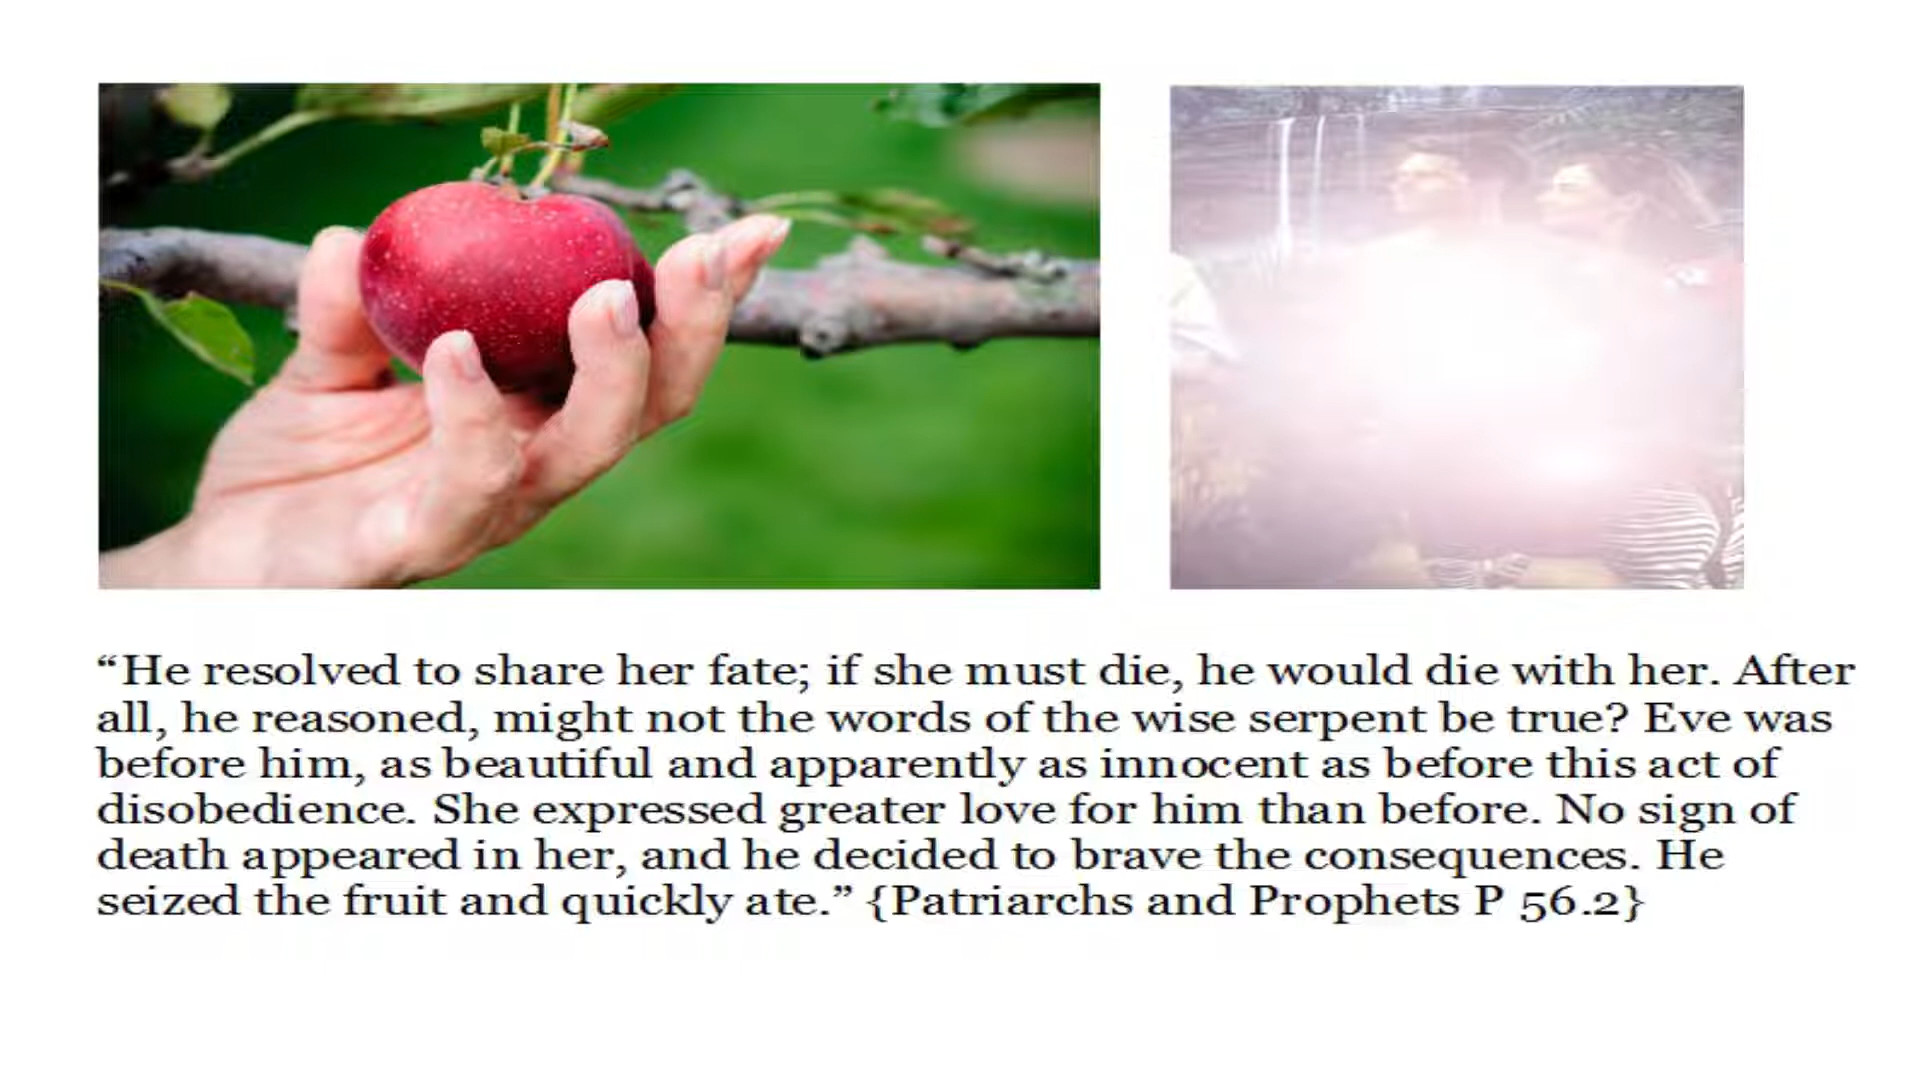 “He resolved to share her fate; if she must die, he would die with her. After
all, he reasoned, might not the words of the wise serpent be true? Eve was
before him, as beautiful and apparently as innocent as before this act of
disobedience. She expressed greater love for him than before. No sign of
death appeared in her, and he decided to brave the consequences. He
seized the fruit and quickly ate.” {Patriarchs and Prophets P 56.2}